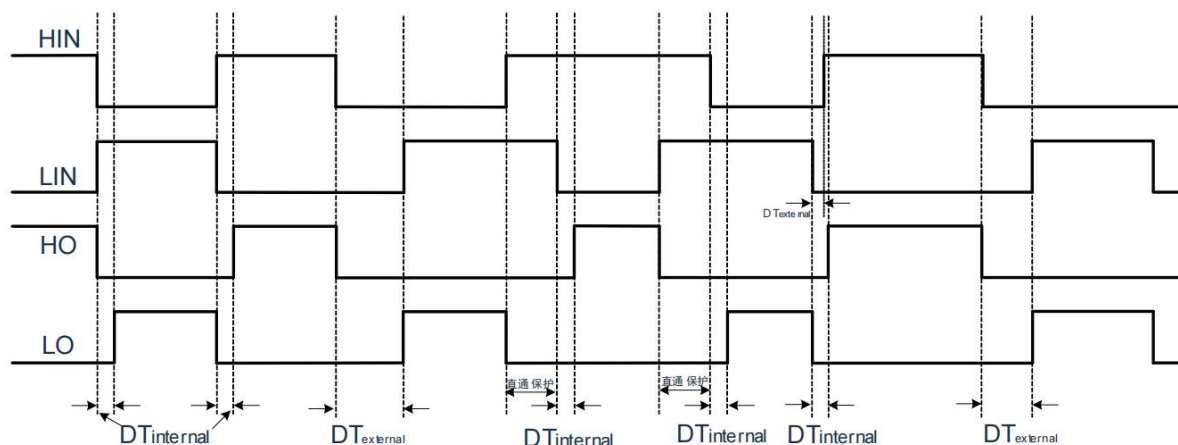 HIN
LIN
DTexternal
HO
LO
直通保护 直通保护
DTinternal DTexternal DTinternal DTinternal DTinternal DTexternal